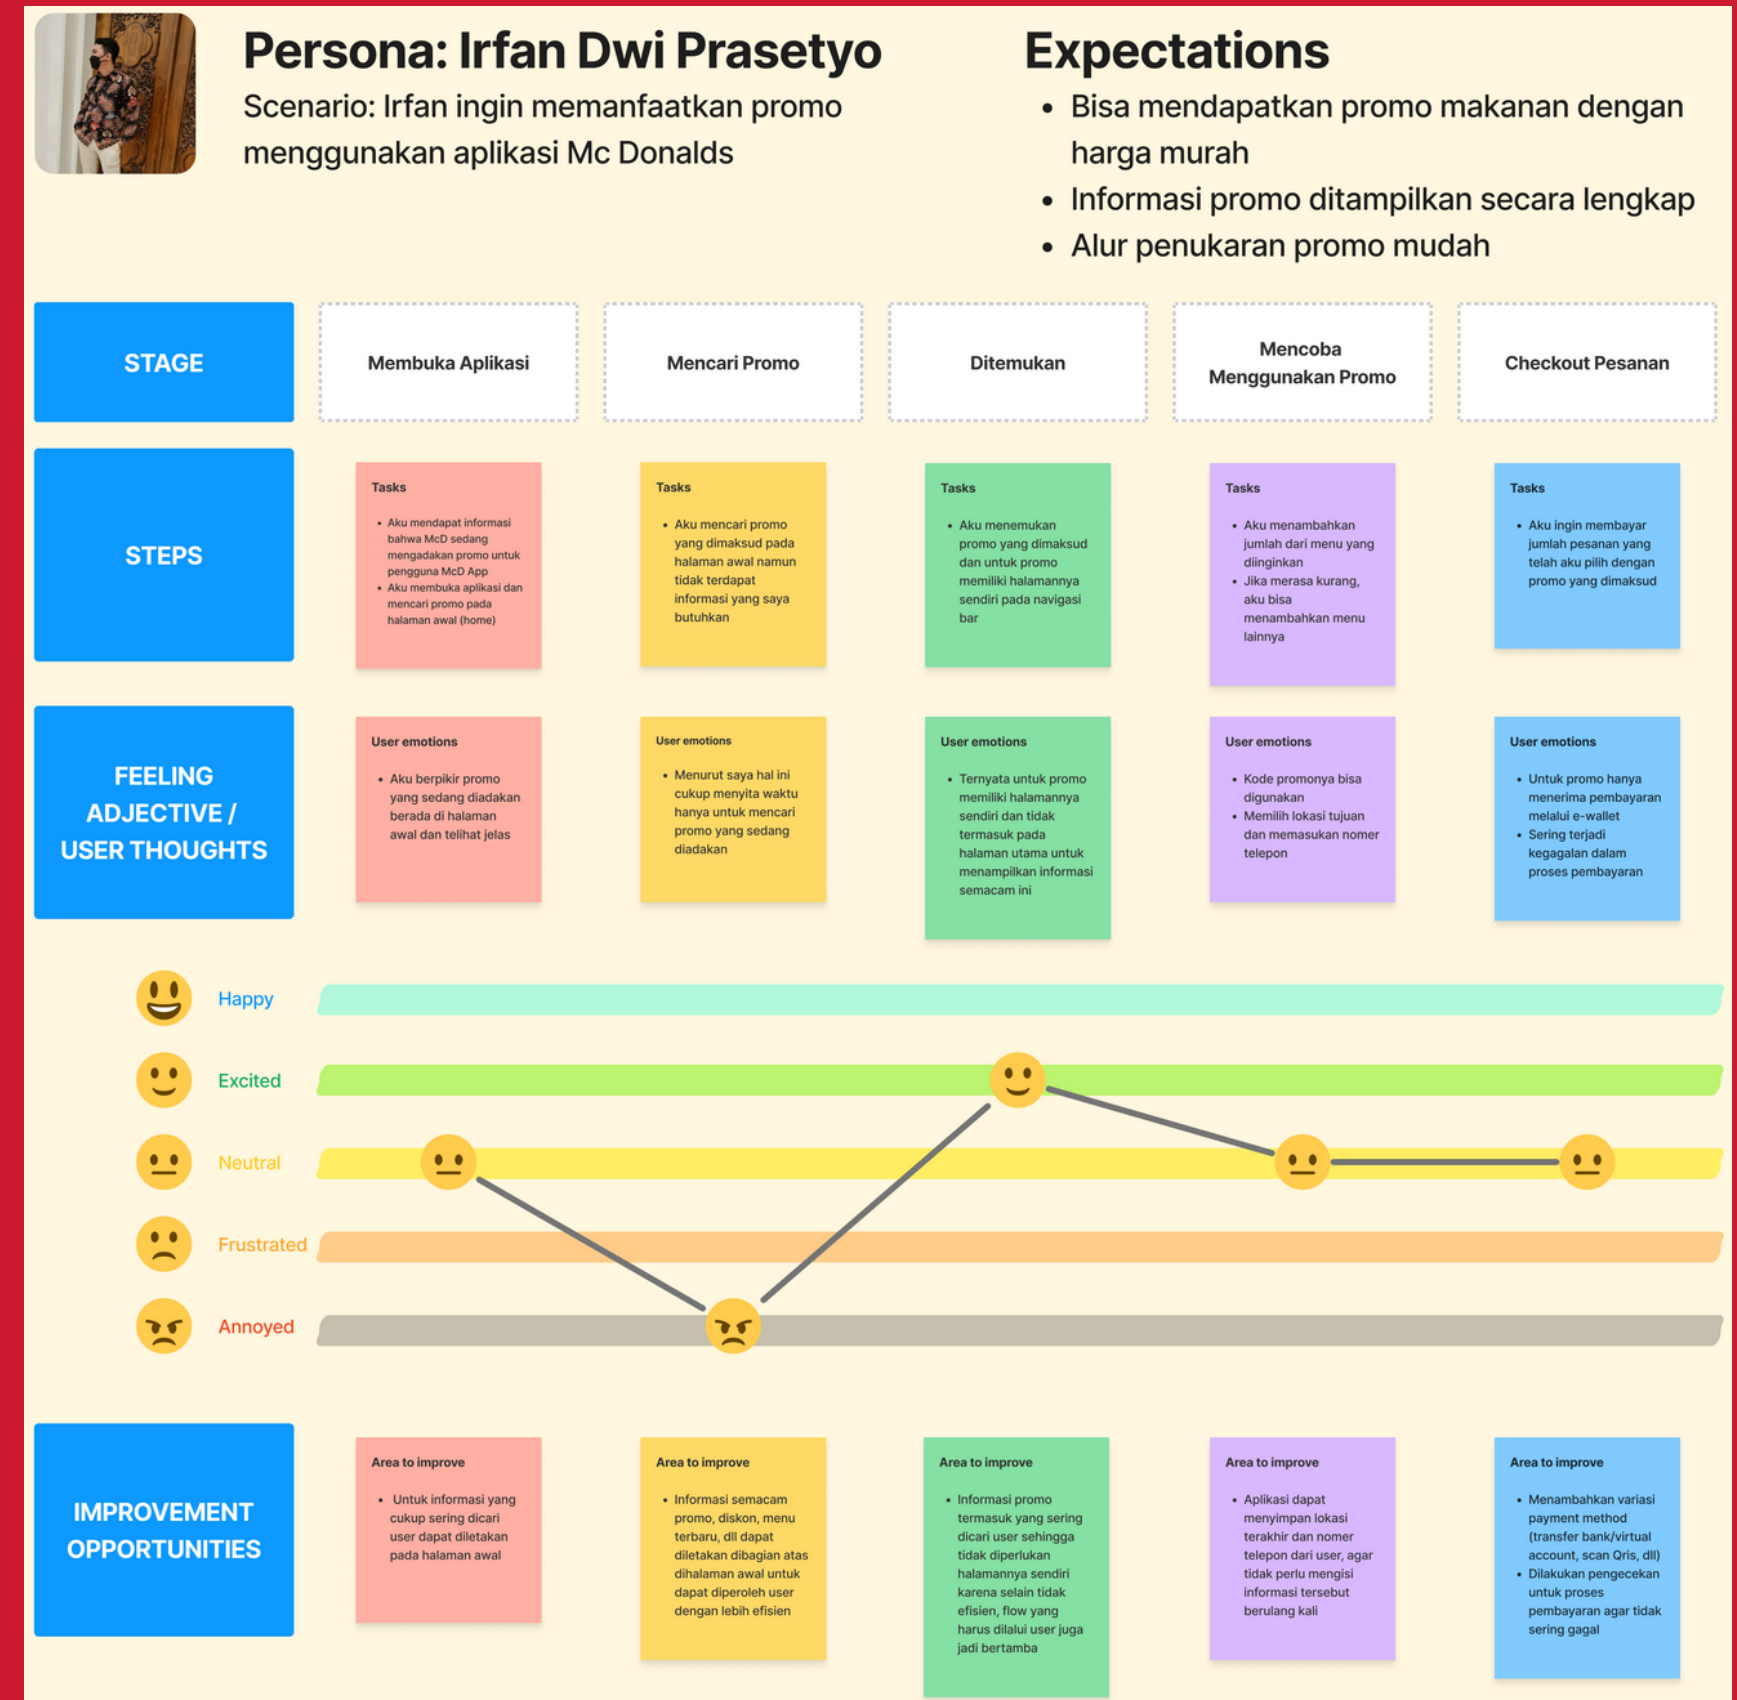 Persona: Irfan Dwi Prasetyo
Scenario: Irfan ingin memanfaatkan promo
menggunakan aplikasi Mc Donalds
Expectations
• Bisa mendapatkan promo makanan dengan
harga murah
• Informasi promo ditampilkan secara lengkap
• Alur penukaran promo mudah
STAGE
Membuka Aplikasi
Mencari Promo
Ditemukan
Mencoba
Menggunakan Promo
Checkout Pesanan
STEPS
Tasks
• Aku mendapat informasi
bahwa McD sedang
mengadakan promo untuk
pengguna McD App
• Aku membuka aplikasi dan
mencari promo pada
halaman awal (home)
Tasks
• Aku mencari promo
yang dimaksud pada
halaman awal namun
tidak terdapat
informasi yang saya
butuhkan
Tasks
• Aku menemukan
promo yang dimaksud
dan untuk promo
memiliki halamannya
sendiri pada navigasi
bar
Tasks
• Aku menambahkan
jumlah dari menu yang
diinginkan
• Jika merasa kurang,
aku bisa
menambahkan menu
lainnya
Tasks
• Aku ingin membayar
jumlah pesanan yang
telah aku pilih dengan
promo yang dimaksud
FEELING
ADJECTIVE /
USER THOUGHTS
User emotions
• Aku berpikir promo
yang sedang diadakan
berada di halaman
awal dan telihat jelas
User emotions
• Menurut saya hal ini
cukup menyita waktu
hanya untuk mencari
promo yang sedang
diadakan
User emotions
• Ternyata untuk promo
memiliki halamannya
sendiri dan tidak
termasuk pada
halaman utama untuk
menampilkan informasi
semacam ini
User emotions
• Kode promonya bisa
digunakan
• Memilih lokasi tujuan
dan memasukan nomer
telepon
User emotions
• Untuk promo hanya
menerima pembayaran
melalui e-wallet
• Sering terjadi
kegagalan dalam
proses pembayaran
Happy
Excited
Neutral
Frustrated
Annoyed
IMPROVEMENT
OPPORTUNITIES
Area to improve
• Untuk informasi yang
cukup sering dicari
user dapat diletakan
pada halaman awal
Area to improve
• Informasi semacam
promo, diskon, menu
terbaru, dll dapat
diletakan dibagian atas
dihalaman awal untuk
dapat diperoleh user
dengan lebih efisien
Area to improve
• Informasi promo
termasuk yang sering
dicari user sehingga
tidak diperlukan
halamannya sendiri
karena selain tidak
efisien, flow yang
harus dilalui user juga
jadi bertamba
Area to improve
• Aplikasi dapat
menyimpan lokasi
terakhir dan nomer
telepon dari user, agar
tidak perlu mengisi
informasi tersebut
berulang kali
Area to improve
• Menambahkan variasi
payment method
(transfer bank/virtual
account, scan Qris, dll)
• Dilakukan pengecekan
untuk proses
pembayaran agar tidak
sering gagal